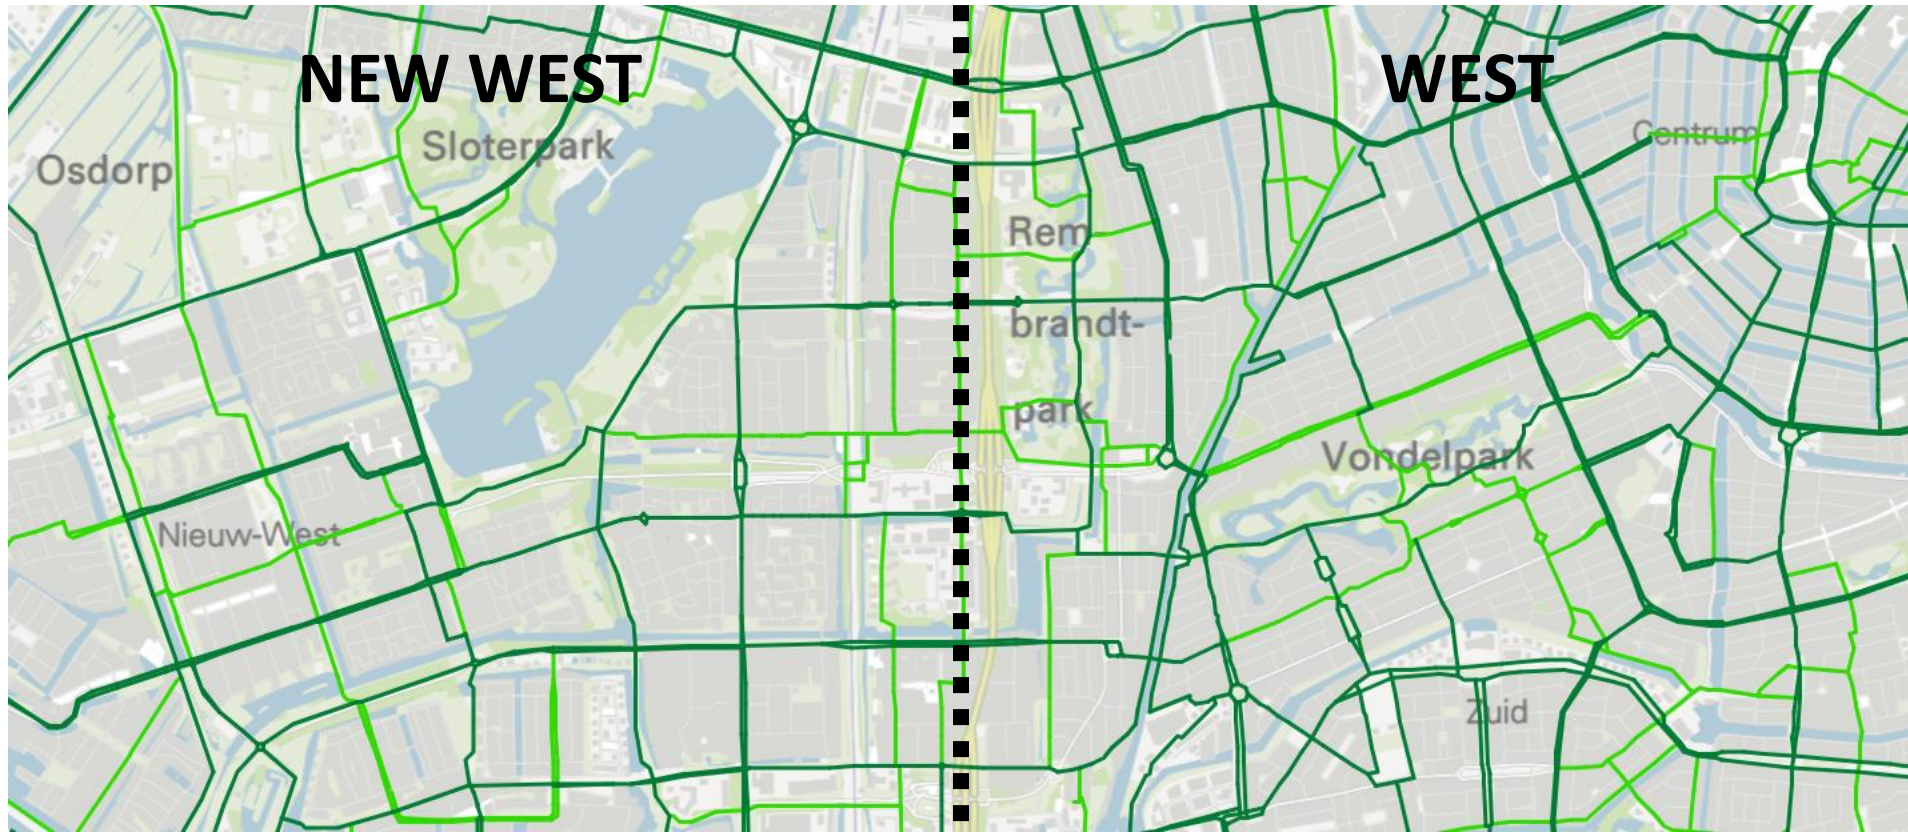 NEW WEST
WEST
Sloterpark
Centrum
Osdorp
Rem
brandt-
park
Vondelpark
Nieuw-West
Zuid